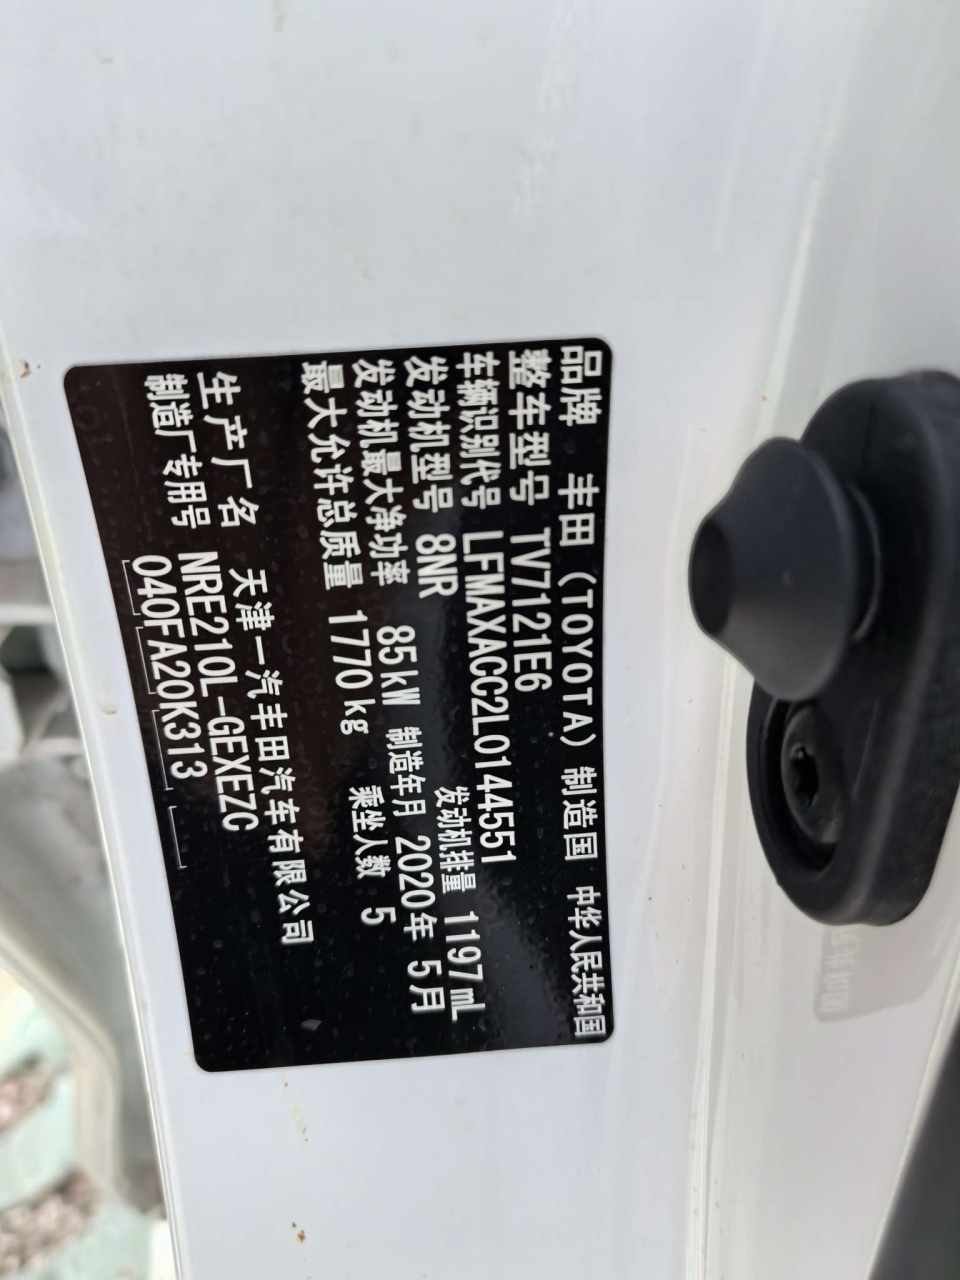 品牌 丰田（TOYOTA） 制造国 中华人民共和国
整车型号 TV7121E6
车辆识别代号 LFMAXACC2L0144551
发动机型号 8NR 发动机排量 1197mL
发动机最大净功率 85kW 制造年月 2020年 5月
最大允许总质量 1770kg 乘坐人数 5
生产厂名 天津一汽丰田汽车有限公司
制造厂专用号 NRE210L-GEXEZC
040FA20K313